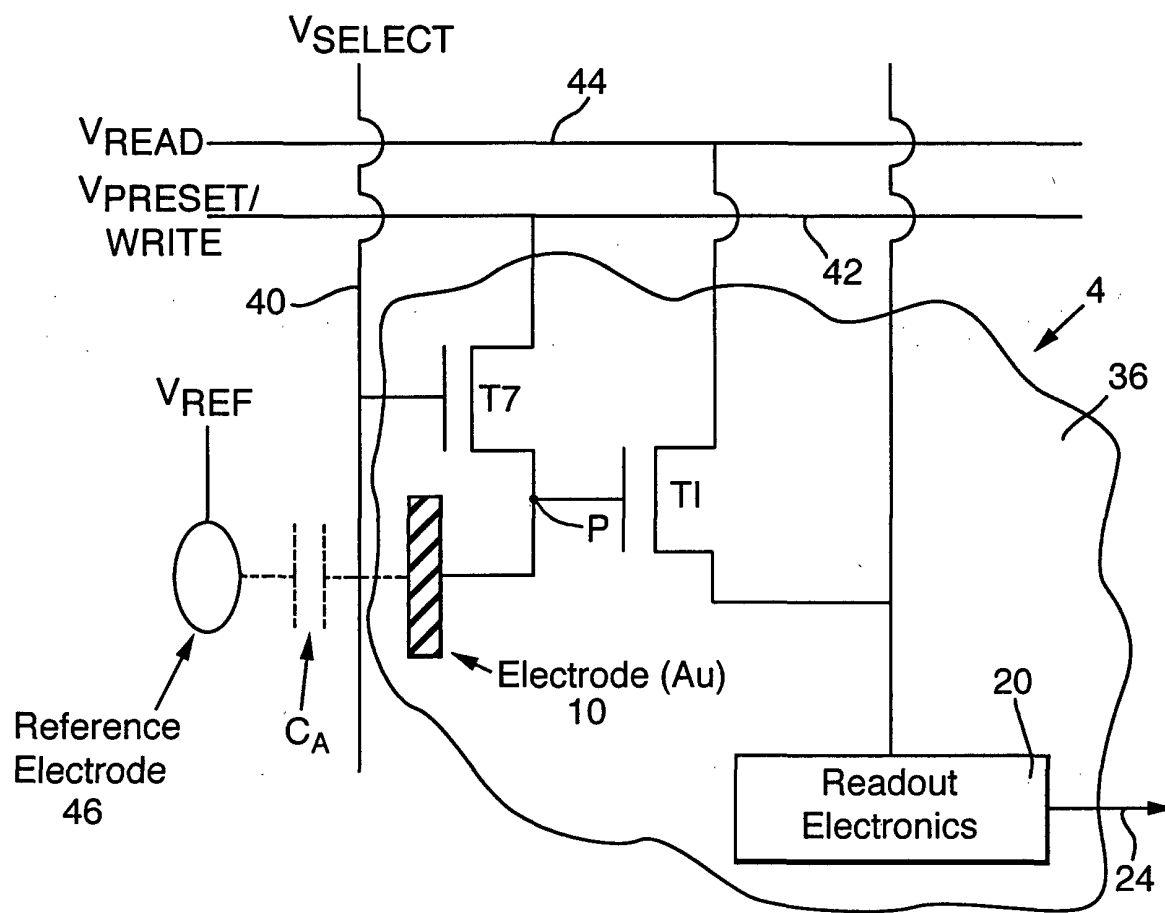 VSELECT
44
VREAD
VPRESET/
WRITE
42
40
4
36
VREF
T7
T1
P
Electrode (Au)
10
CA
Reference
Electrode
46
20
Readout
Electronics
24